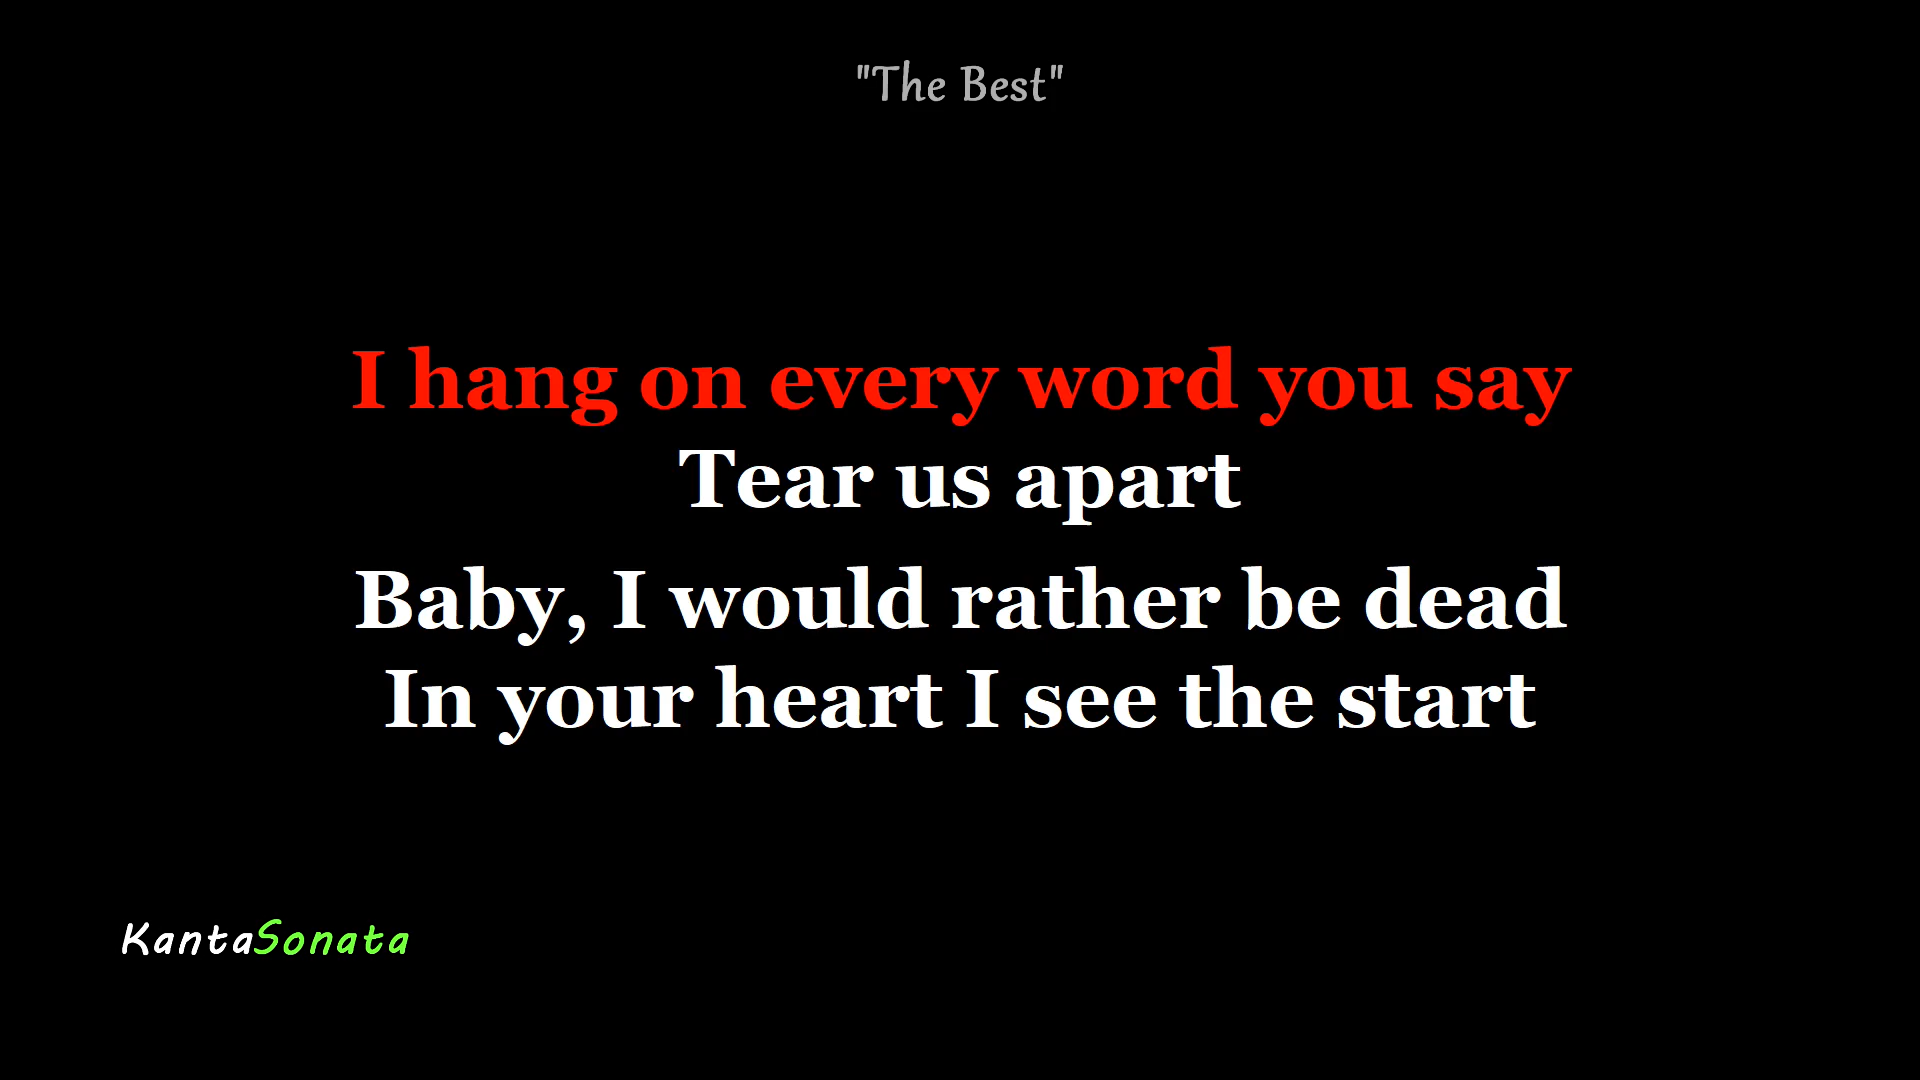 "The Best"
I hang on every word you say
Tear us apart
Baby, I would rather be dead
In your heart I see the start
KantaSonata